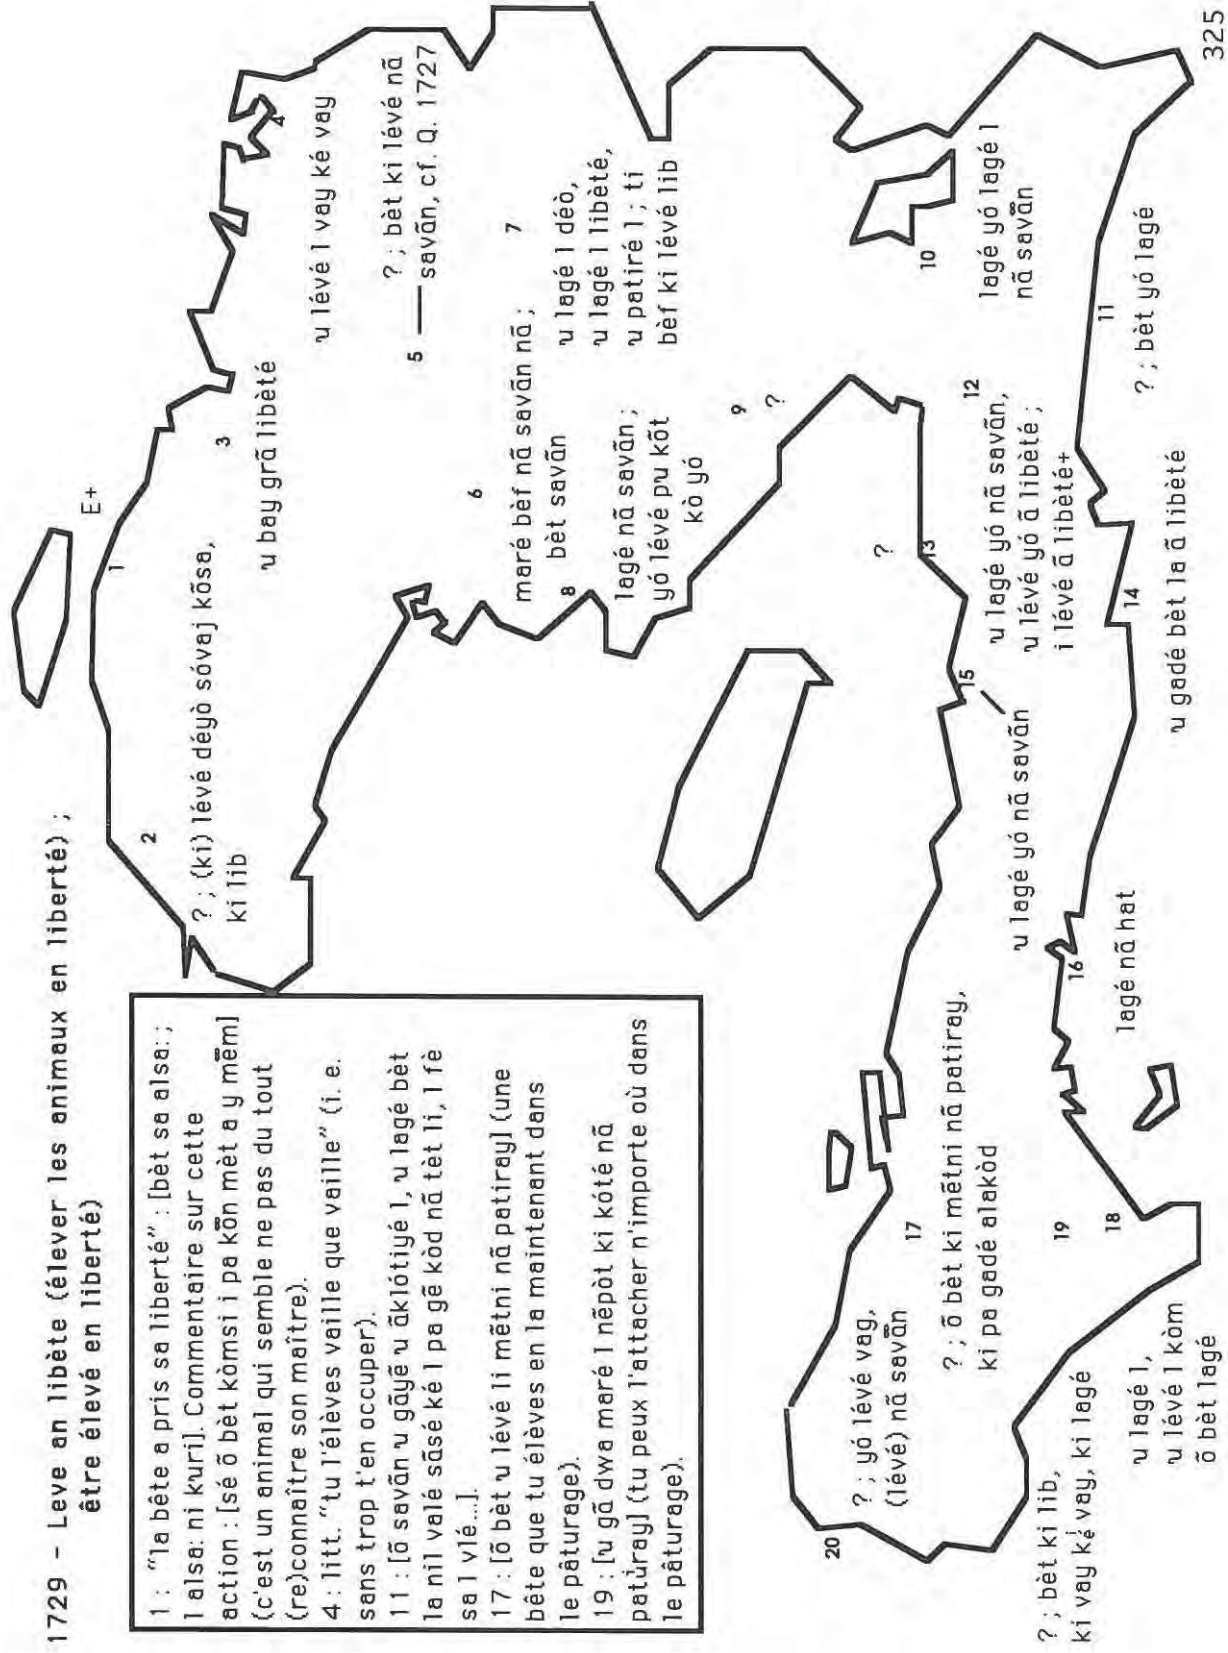 1729 - Leve an libète (élever les animaux en liberté) ;
être élevé en liberté)
1 : "la bête a pris sa liberté" : [bèt sa alsa: ;
l alsa: ni kuri]. Commentaire sur cette
action : [sé õ bèt kòmsi i pa kõn mèt a y mẽm]
(c'est un animal qui semble ne pas du tout
(re)connaître son maître).
4 : litt. "tu l'élèves vaille que vaille" (i. e.
sans trop t'en occuper).
11 : [õ savãn u gãyẽ u ãklótiyé l, u lagé bèt
la nil valé sãsé ké l pa gẽ kòd nã tèt li, l fè
sa l vlé...].
17 : [õ bèt u lévé li mẽtni nã patiray] (une
bête que tu élèves en la maintenant dans
le pâturage).
19 : [u gã dwa maré l nẽpòt ki kóté nã
patiray] (tu peux l'attacher n'importe où dans
le pâturage).
E+
1
2
? ; (ki) lévé déyò sóvaj kõsa,
ki lib
3
u bay grã libèté
4
u lévé l vay ké vay
? ; bèt ki lévé nã
5 — savãn, cf. Q. 1727
6
maré bèf nã savãn nã ;
bèt savãn
7
u lagé l déò,
u lagé l libèté,
u patiré l ; ti
bèf ki lévé lib
8
lagé nã savãn ;
yó lévé pu kõt
kò yó
9
?
10
lagé yó lagé l
nã savãn
11
? ; bèt yó lagé
12
u lagé yó nã savãn,
u lévé yó ã libèté ;
i lévé ã libèté+
?
13
14
u gadé bèt la ã libèté
15
u lagé yó nã savãn
16
lagé nã hat
17
? ; õ bèt ki mẽtni nã patiray,
ki pa gadé alakòd
18
u lagé l,
u lévé l kòm
õ bèt lagé
19
? ; bèt ki lib,
ki vay ké vay, ki lagé
20
? ; yó lévé vag,
(lévé) nã savãn
325